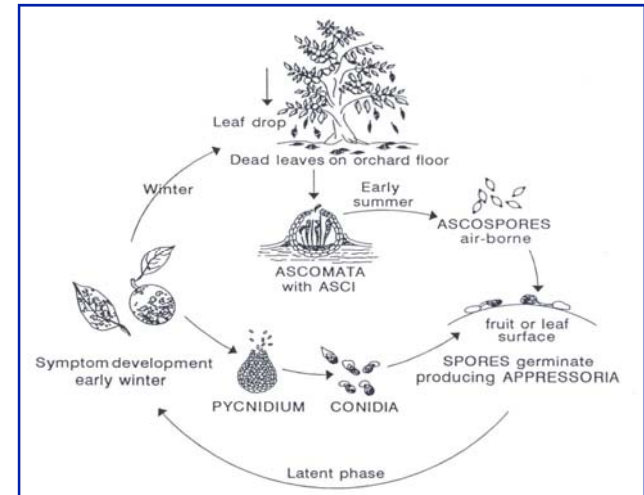 Leaf drop
Dead leaves on orchard floor
Winter
Early
summer
ASCOSPORES
air-borne
ASCOMATA
with ASCI
fruit or leaf
surface
Symptom development
early winter
SPORES germinate
producing APPRESSORIA
PYCNIDIUM
CONIDIA
Latent phase